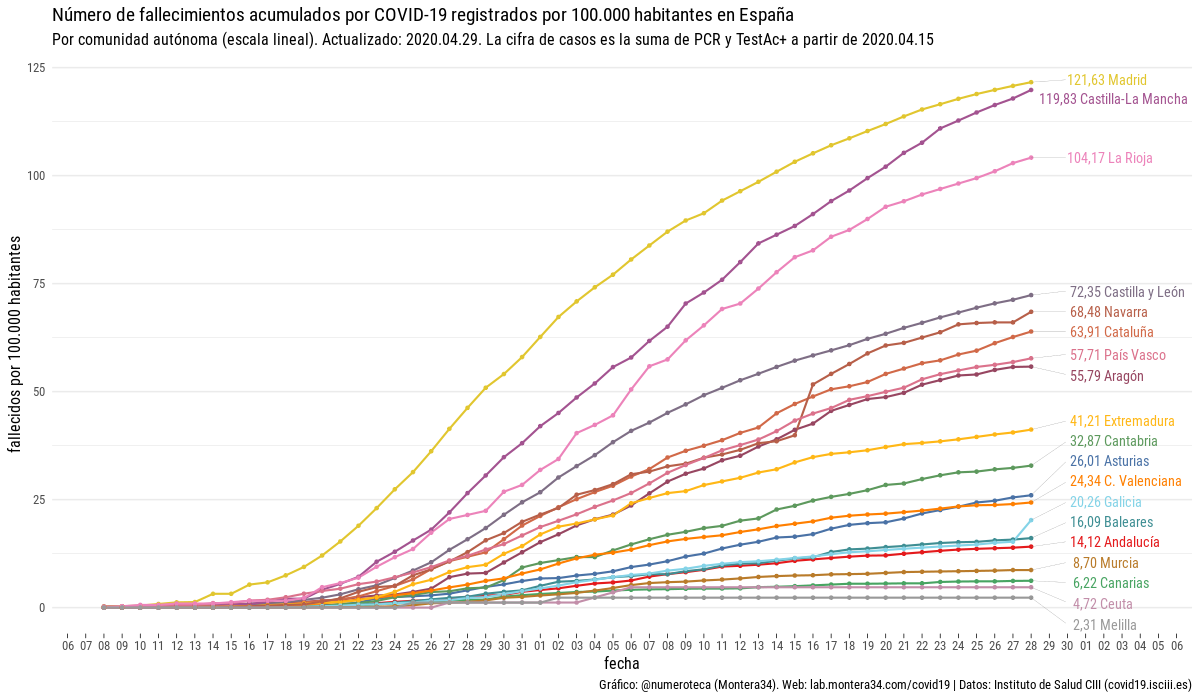 Número de fallecimientos acumulados por COVID-19 registrados por 100.000 habitantes en España
Por comunidad autónoma (escala lineal). Actualizado: 2020.04.29. La cifra de casos es la suma de PCR y TestAc+ a partir de 2020.04.15
fallecidos por 100.000 habitantes
125
100
75
50
25
0
121,63 Madrid
119,83 Castilla-La Mancha
104,17 La Rioja
72,35 Castilla y León
68,48 Navarra
63,91 Cataluña
57,71 País Vasco
55,79 Aragón
41,21 Extremadura
32,87 Cantabria
26,01 Asturias
24,34 C. Valenciana
20,26 Galicia
16,09 Baleares
14,12 Andalucía
8,70 Murcia
6,22 Canarias
4,72 Ceuta
2,31 Melilla
06 07 08 09 10 11 12 13 14 15 16 17 18 19 20 21 22 23 24 25 26 27 28 29 30 31 01 02 03 04 05 06 07 08 09 10 11 12 13 14 15 16 17 18 19 20 21 22 23 24 25 26 27 28 29 30 01 02 03 04 05 06
fecha
Gráfico: @numeroteca (Montera34). Web: lab.montera34.com/covid19 | Datos: Instituto de Salud CIII (covid19.isciii.es)